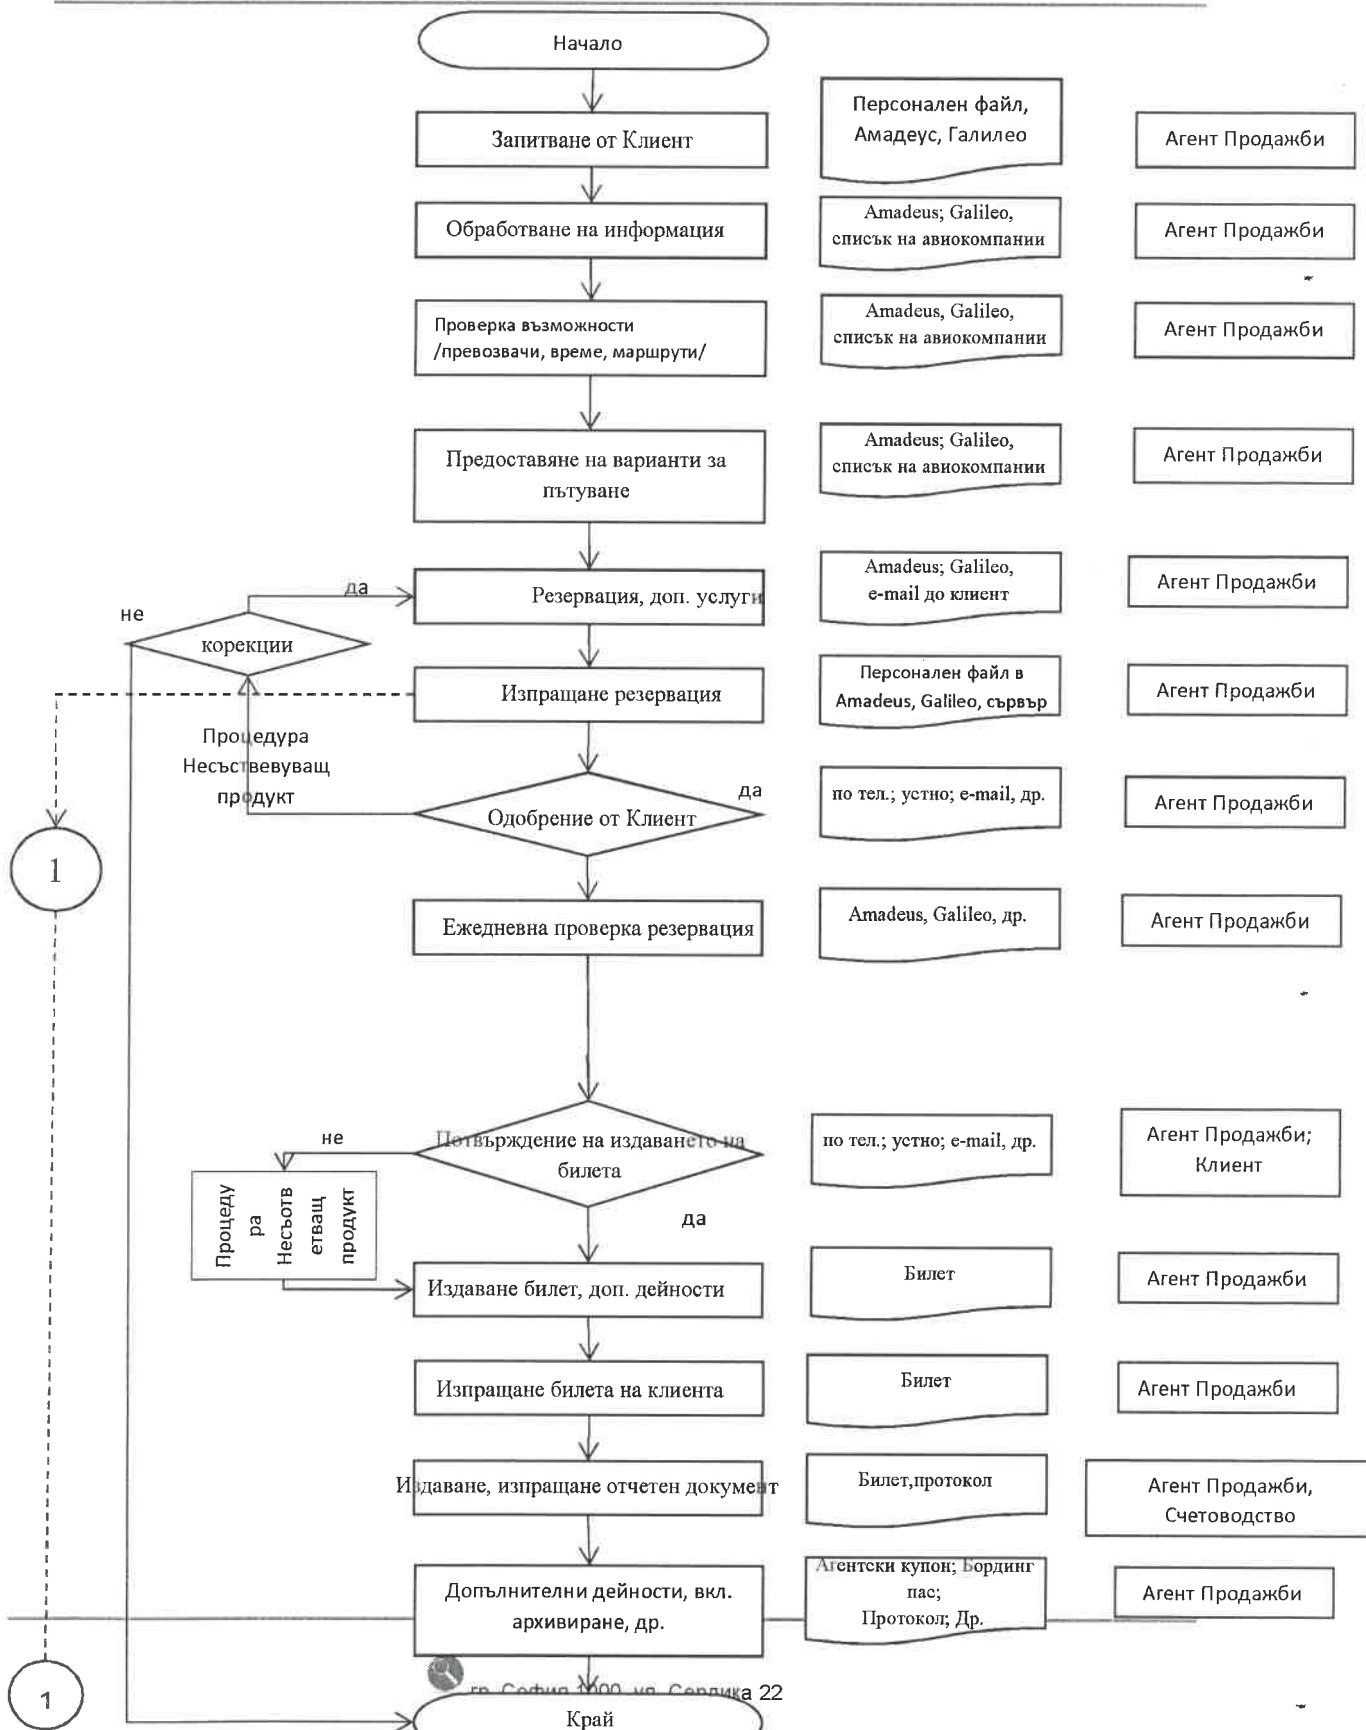 Начало
Запитване от Клиент
Персонален файл,
Амадеус, Галилео
Агент Продажби
Обработване на информация
Amadeus; Galileo,
списък на авиокомпании
Агент Продажби
Проверка възможности
/превозвачи, време, маршрути/
Amadeus, Galileo,
списък на авиокомпании
Агент Продажби
Предоставяне на варианти за
пътуване
Amadeus; Galileo,
списък на авиокомпании
Агент Продажби
не
да
корекции
Резервация, доп. услуги
Amadeus; Galileo,
e-mail до клиент
Агент Продажби
Изпращане резервация
Персонален файл в
Amadeus, Galileo, сървър
Агент Продажби
Процедура
Несъствевуващ
продукт
Одобрение от Клиент
да
по тел.; устно; e-mail, др.
Агент Продажби
1
Ежедневна проверка резервация
Amadeus, Galileo, др.
Агент Продажби
не
Потвърждение на издаването на
билета
да
по тел.; устно; e-mail, др.
Агент Продажби;
Клиент
Процеду
ра
Несъотв
етващ
продукт
Издаване билет, доп. дейности
Билет
Агент Продажби
Изпращане билета на клиента
Билет
Агент Продажби
Издаване, изпращане отчетен документ
Билет,протокол
Агент Продажби,
Счетоводство
Допълнителни дейности, вкл.
архивиране, др.
Агентски купон; Бординг
пас;
Протокол; Др.
Агент Продажби
1
гр. София 1000, ул. Сердика 22
Край